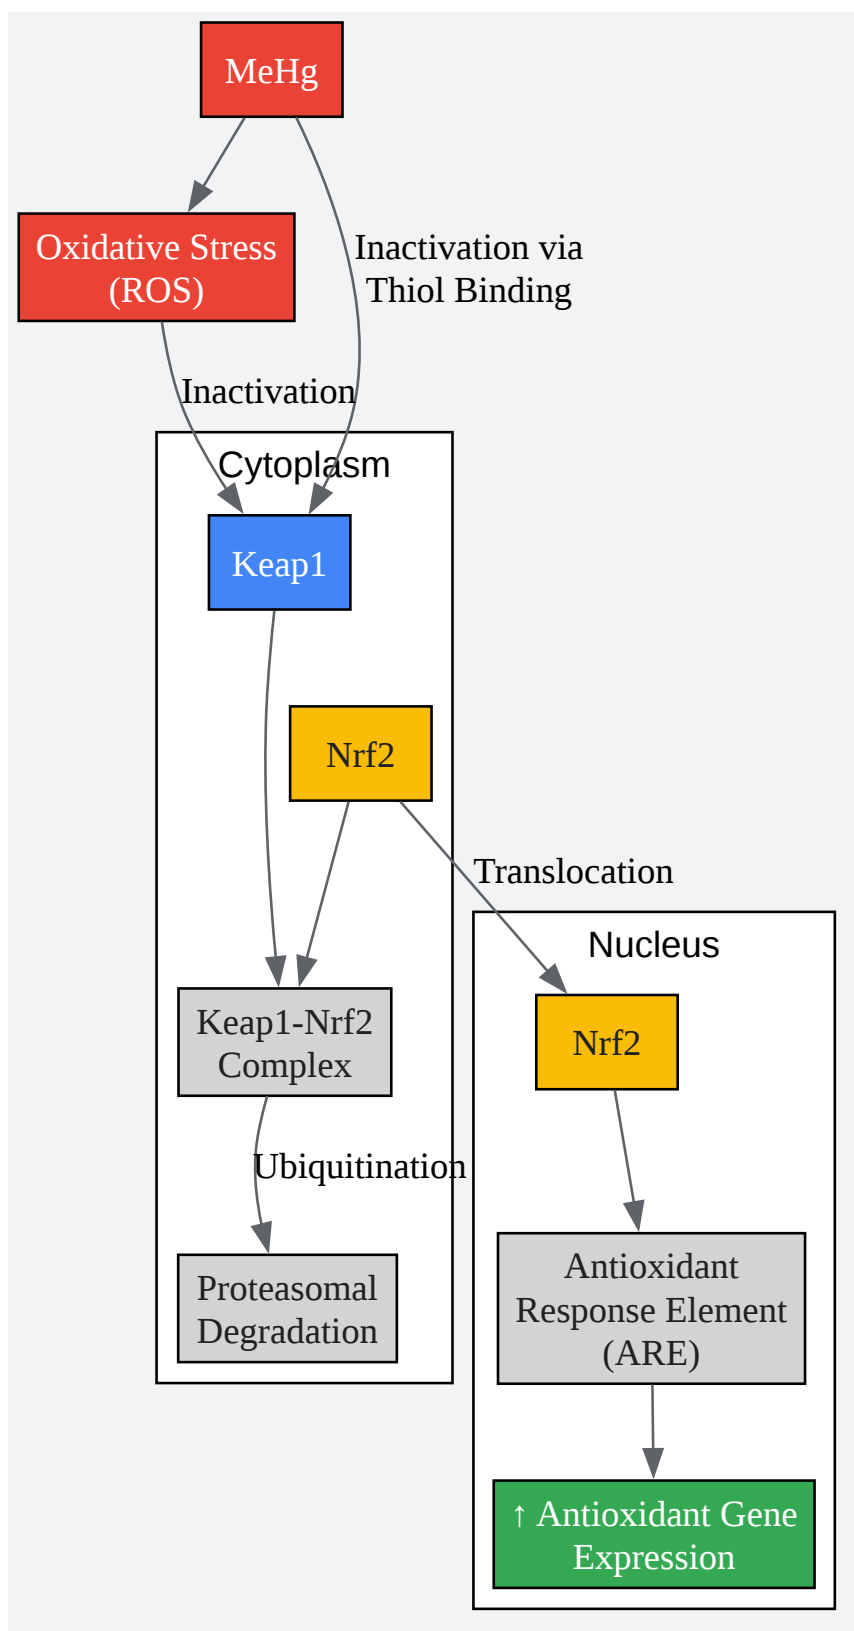 MeHg
Oxidative Stress
(ROS)
Inactivation via
Thiol Binding
Inactivation
Cytoplasm
Keap1
Nrf2
Translocation
Nucleus
Keap1-Nrf2
Complex
Nrf2
Ubiquitination
Proteasomal
Degradation
Antioxidant
Response Element
(ARE)
↑ Antioxidant Gene
Expression